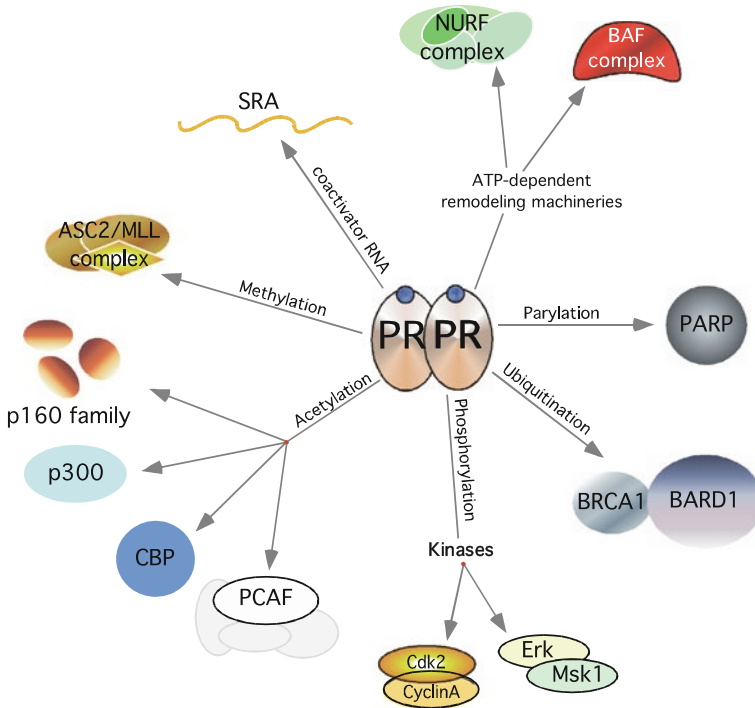 NURF
complex
BAF
complex
SRA
coactivator RNA
ATP-dependent
remodeling machineries
ASC2/MLL
complex
Methylation
PR PR
Parylation
PARP
p160 family
Acetylation
Phosphorylation
Ubiquitination
p300
BRCA1 BARD1
CBP
Kinases
PCAF
Erk
Msk1
Cdk2
CyclinA